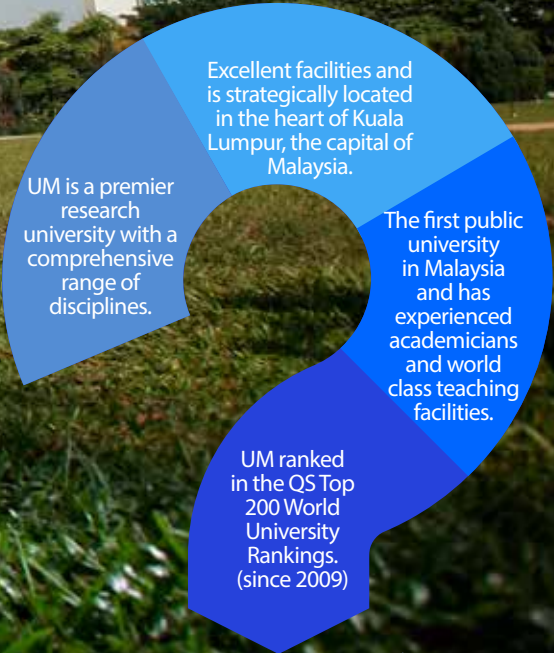 UM is a premier
research
university with a
comprehensive
range of
disciplines.
Excellent facilities and
is strategically located
in the heart of Kuala
Lumpur, the capital of
Malaysia.
The first public
university
in Malaysia
and has
experienced
academicians
and world
class teaching
facilities.
UM ranked
in the QS Top
200 World
University
Rankings.
(since 2009)